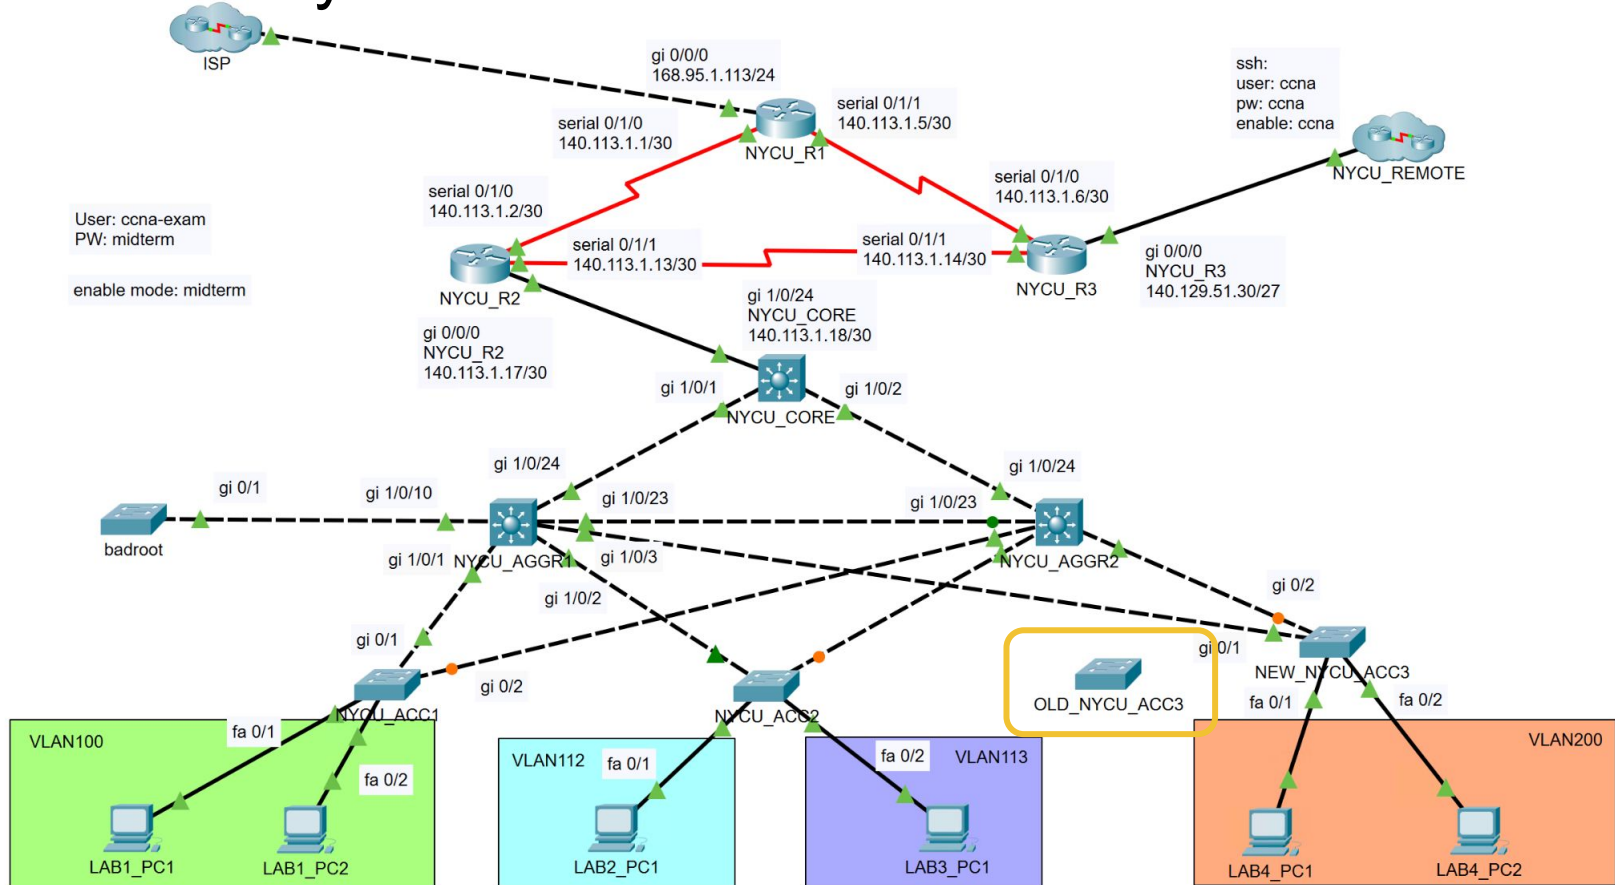 ISP
gi 0/0/0
168.95.1.113/24
ssh:
user: ccna
pw: ccna
enable: ccna
serial 0/1/0
140.113.1.1/30
serial 0/1/1
140.113.1.5/30
NYCU_R1
NYCU_REMOTE
serial 0/1/0
140.113.1.2/30
serial 0/1/0
140.113.1.6/30
User: ccna-exam
PW: midterm
enable mode: midterm
serial 0/1/1
140.113.1.13/30
serial 0/1/1
140.113.1.14/30
NYCU_R2
NYCU_R3
gi 0/0/0
NYCU_R3
140.129.51.30/27
gi 0/0/0
NYCU_R2
140.113.1.17/30
gi 1/0/24
NYCU_CORE
140.113.1.18/30
gi 1/0/1
gi 1/0/2
NYCU_CORE
gi 1/0/24
gi 1/0/24
gi 0/1
gi 1/0/10
gi 1/0/23
gi 1/0/23
badroot
NYCU_AGGR1
NYCU_AGGR2
gi 1/0/1
gi 1/0/3
gi 1/0/2
gi 0/2
gi 0/1
gi 0/1
gi 0/2
NEW_NYCU_ACC3
OLD_NYCU_ACC3
NYCU_ACC1
NYCU_ACC2
fa 0/1
fa 0/2
VLAN100
fa 0/1
fa 0/2
VLAN112
fa 0/1
fa 0/2
VLAN113
VLAN200
LAB1_PC1
LAB1_PC2
LAB2_PC1
LAB3_PC1
LAB4_PC1
LAB4_PC2